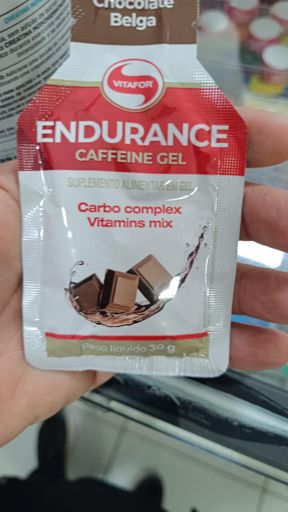 Chocolate
Belga
VITAFOR
ENDURANCE
CAFFEINE GEL
SUPLEMENTO ALIMENTAR EM GEL
Carbo complex
Vitamins mix
Peso líquido 30 g